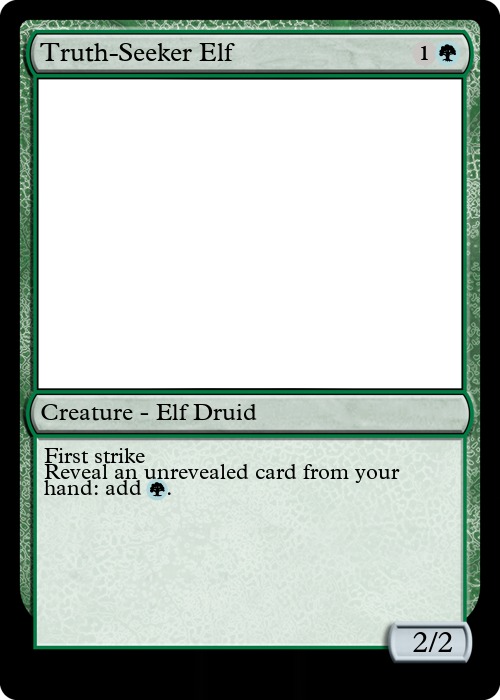 Truth-Seeker Elf 1
Creature - Elf Druid
First strike
Reveal an unrevealed card from your
hand: add .
2/2